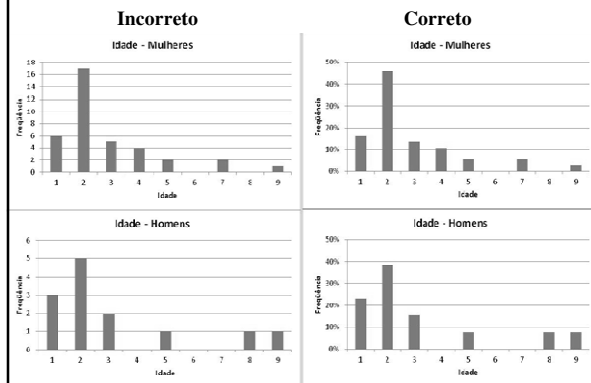 Incorreto
Correto
Idade - Mulheres
18
16
14
12
10
8
6
4
2
0
Freqüência
1 2 3 4 5 6 7 8 9
Idade
Idade - Mulheres
50%
40%
30%
20%
10%
0%
Freqüência
1 2 3 4 5 6 7 8 9
Idade
Idade - Homens
6
5
4
3
2
1
0
Freqüência
1 2 3 4 5 6 7 8 9
Idade
Idade - Homens
50%
40%
30%
20%
10%
0%
Freqüência
1 2 3 4 5 6 7 8 9
Idade